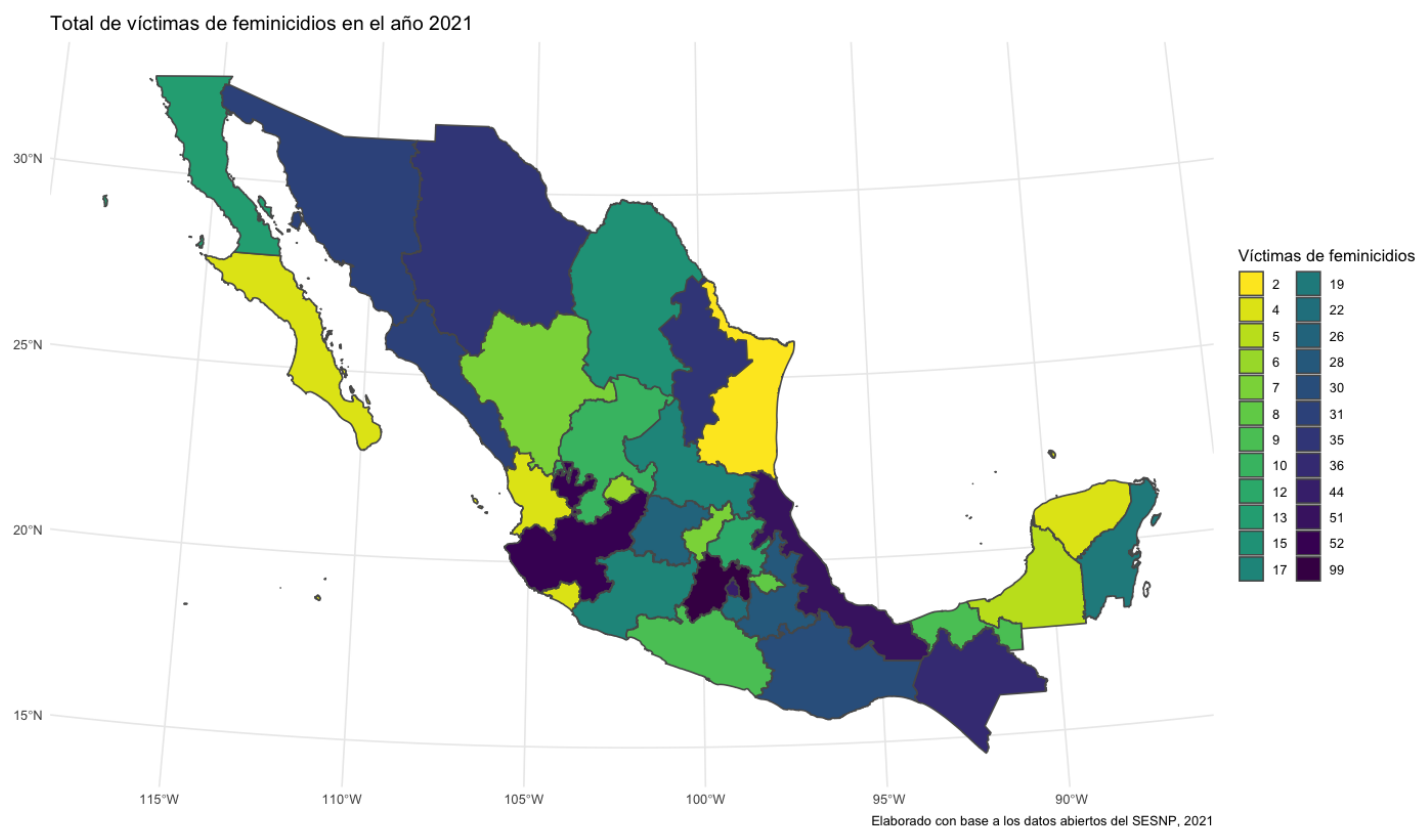 Total de víctimas de feminicidios en el año 2021
30°N
25°N
20°N
15°N
115°W
110°W
105°W
100°W
95°W
90°W
Víctimas de feminicidios
2
4
5
6
7
8
9
10
12
13
15
17
19
22
26
28
30
31
35
36
44
51
52
99
Elaborado con base a los datos abiertos del SESNP, 2021